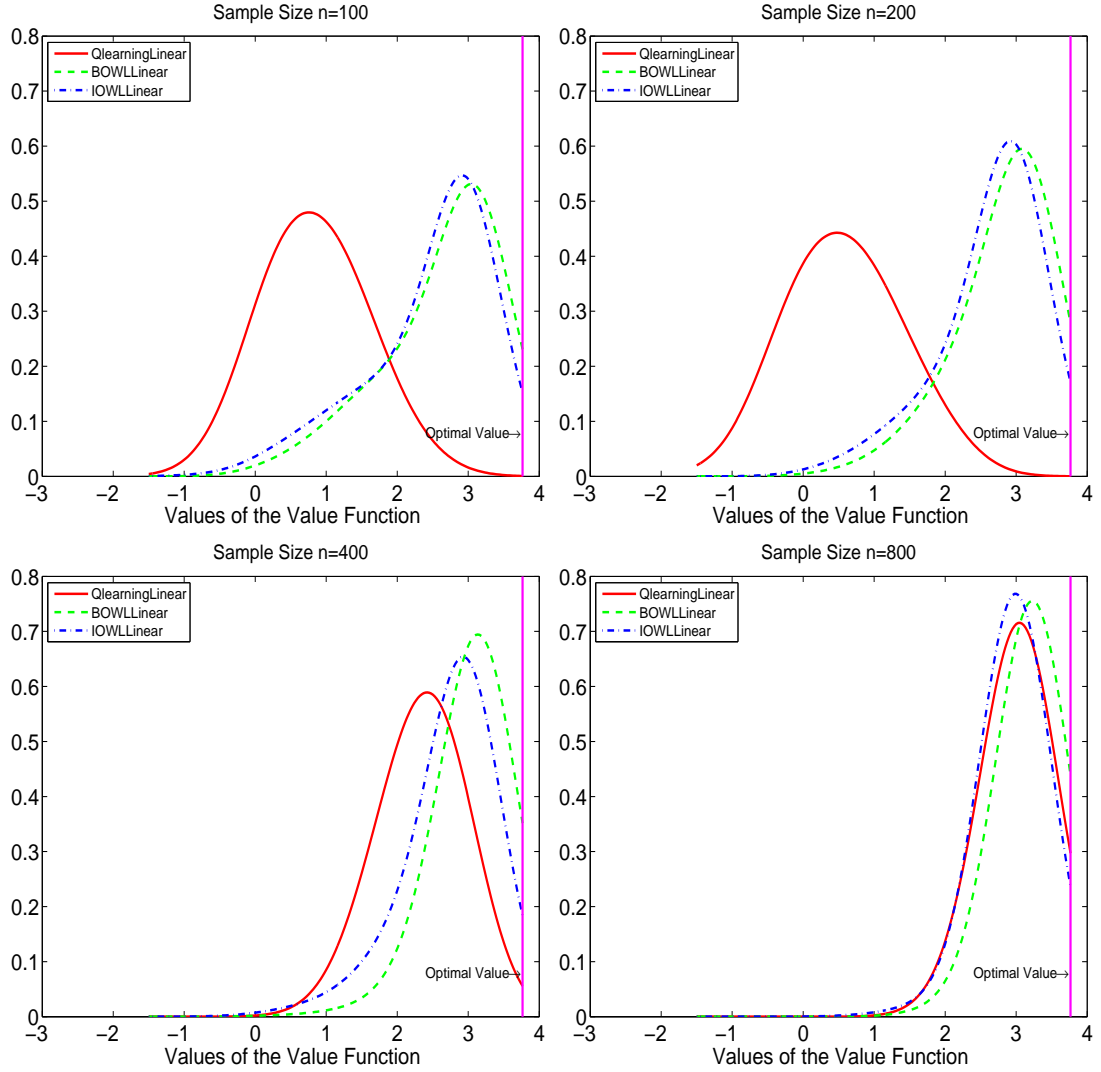 Sample Size n=100
0.8
0.7
0.6
0.5
0.4
0.3
0.2
0.1
0
QlearningLinear
BOWLLinear
IOWLLinear
Optimal Value→
−3 −2 −1 0 1 2 3 4
Values of the Value Function
Sample Size n=200
0.8
0.7
0.6
0.5
0.4
0.3
0.2
0.1
0
QlearningLinear
BOWLLinear
IOWLLinear
Optimal Value→
−3 −2 −1 0 1 2 3 4
Values of the Value Function
Sample Size n=400
0.8
0.7
0.6
0.5
0.4
0.3
0.2
0.1
0
QlearningLinear
BOWLLinear
IOWLLinear
Optimal Value→
−3 −2 −1 0 1 2 3 4
Values of the Value Function
Sample Size n=800
0.8
0.7
0.6
0.5
0.4
0.3
0.2
0.1
0
QlearningLinear
BOWLLinear
IOWLLinear
Optimal Value→
−3 −2 −1 0 1 2 3 4
Values of the Value Function